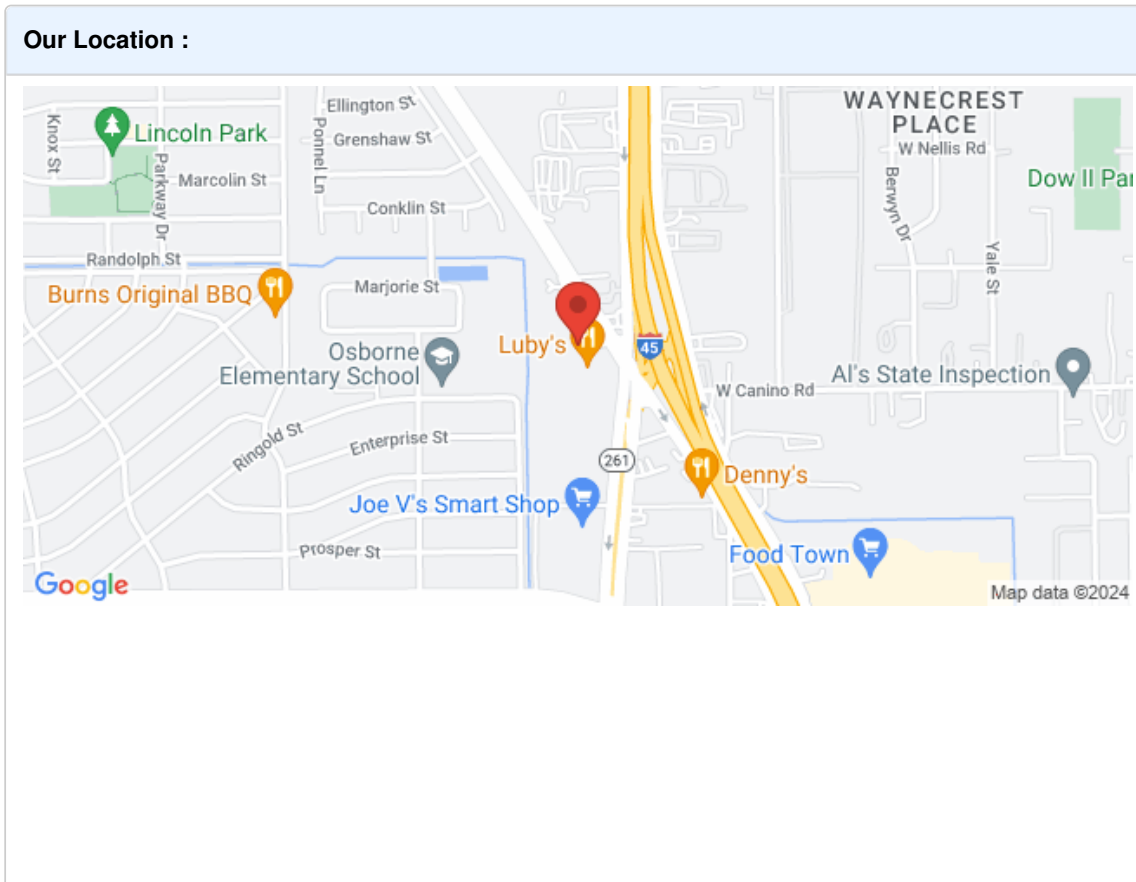 Our Location :
WAYNECREST
PLACE
Ellington St
Knox St
Lincoln Park
Ponnel Ln
Grenshaw St
W Nellis Rd
Parkway Dr
Marcolin St
Berwyn Dr
Dow II Par
Conklin St
Yale St
Randolph St
Marjorie St
Burns Original BBQ
Luby's
45
Osborne
Elementary School
Al's State Inspection
W Canino Rd
Ringold St
Enterprise St
261
Denny's
Joe V's Smart Shop
Prosper St
Food Town
Google
Map data ©2024